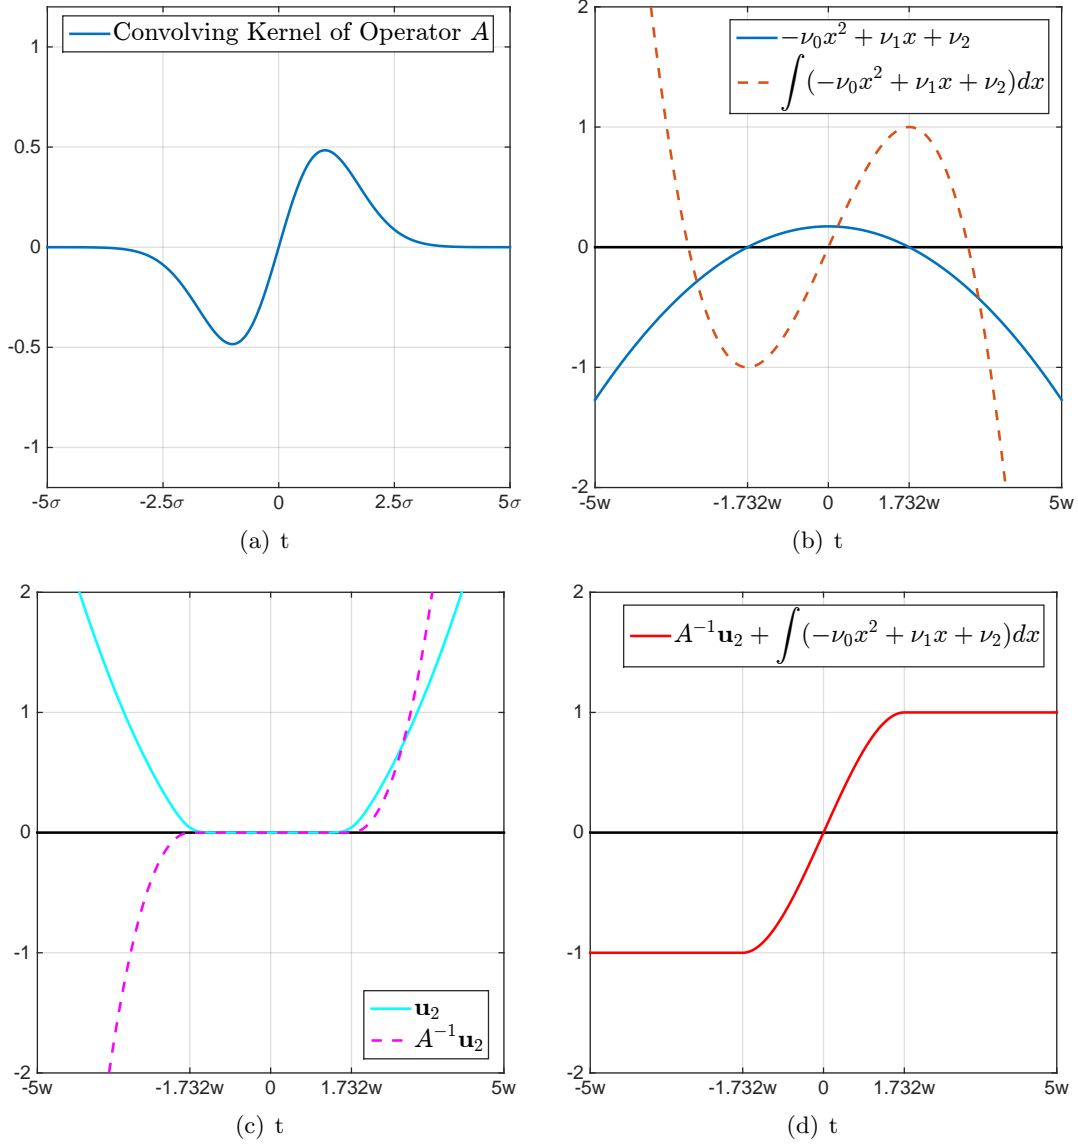 Convolving Kernel of Operator A
1
0.5
0
-0.5
-1
-5σ
-2.5σ
0
2.5σ
5σ
(a) t
−ν₀x² + ν₁x + ν₂
∫(−ν₀x² + ν₁x + ν₂)dx
2
1
0
-1
-2
-5w
-1.732w
0
1.732w
5w
(b) t
2
1
0
-1
-2
u₂
A⁻¹u₂
-5w
-1.732w
0
1.732w
5w
(c) t
A⁻¹u₂ + ∫(−ν₀x² + ν₁x + ν₂)dx
2
1
0
-1
-2
-5w
-1.732w
0
1.732w
5w
(d) t